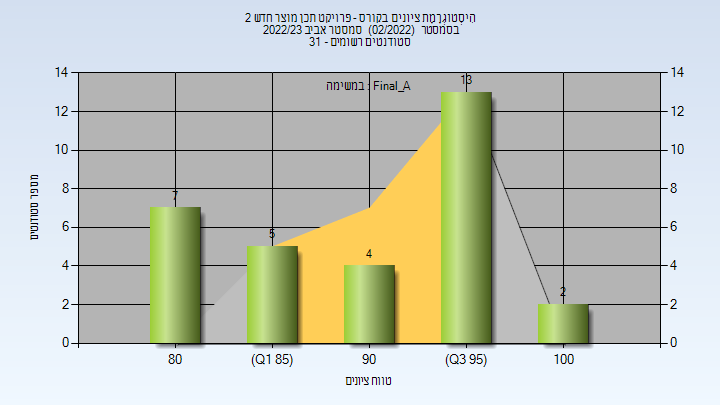 הִיסְטוֹגְרָמַת ציונים בקורס - פרויקט תכן מוצר חדש 2
בסמסטר (02/2022) סמסטר אביב 2022/23
סטודנטים רשומים - 31
במשימה : Final_A
מספר סטודנטים
14 14
12 12
10 10
8 8
6 6
4 4
2 2
0 0
7
5
4
13
2
80 (Q1 85) 90 (Q3 95) 100
טווח ציונים